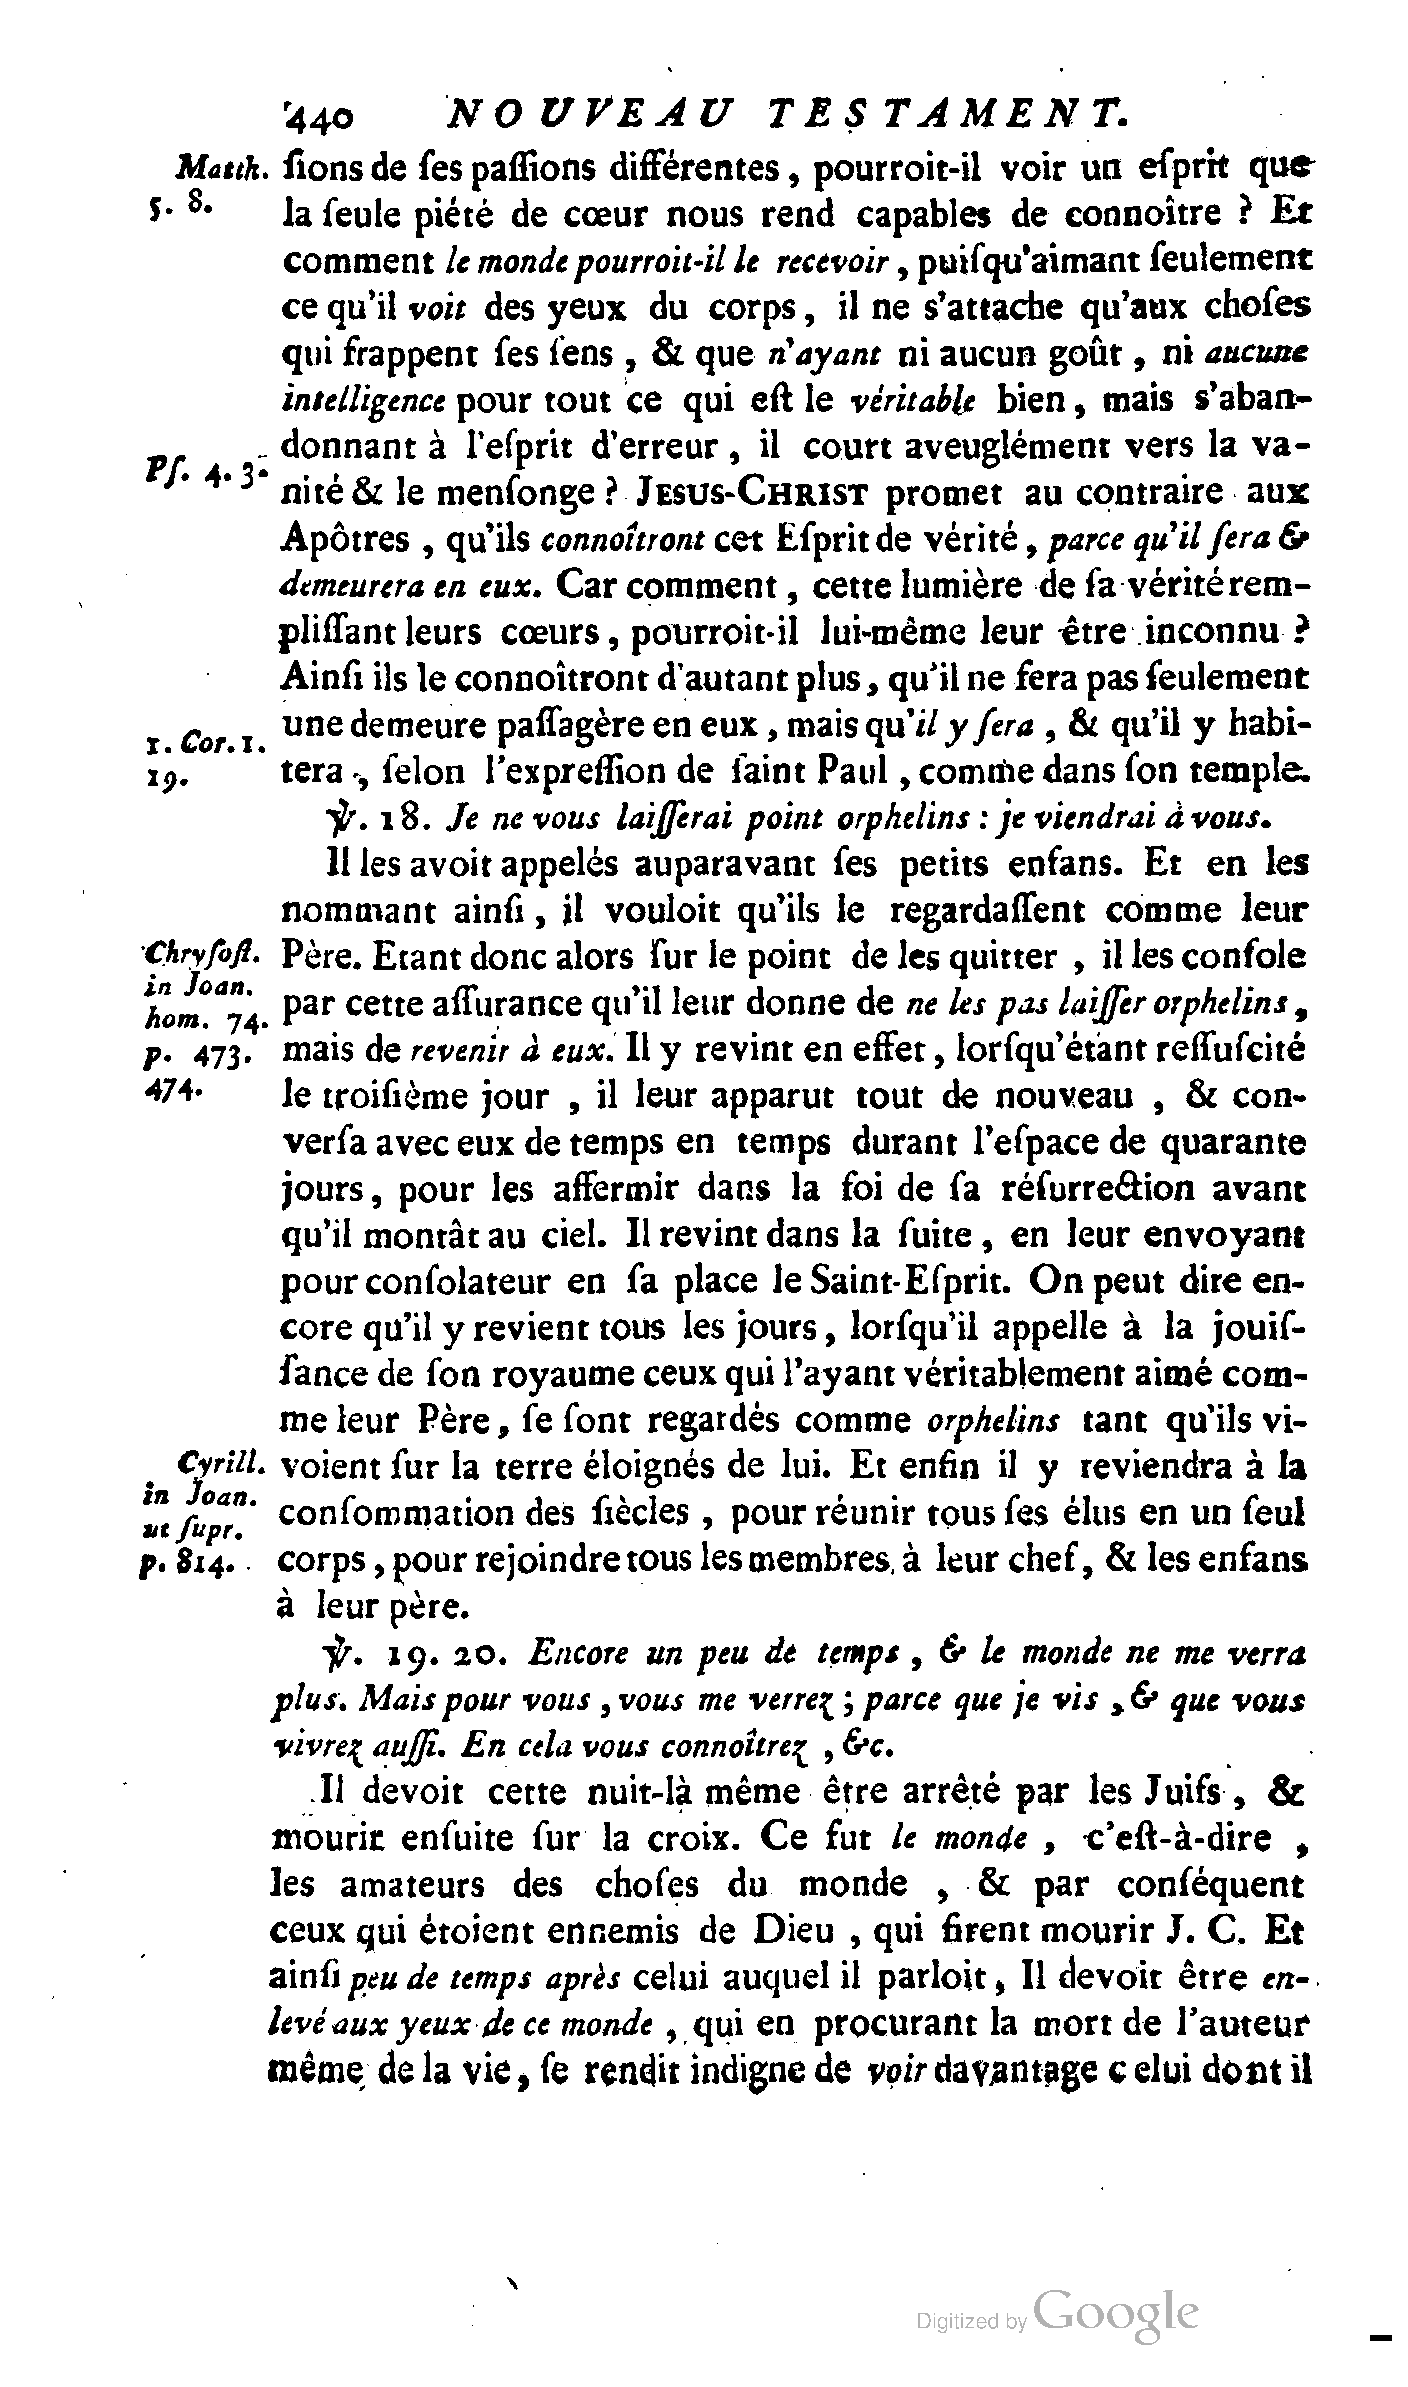 440 NOUVEAU TESTAMENT.
Matth. ſions de ſes paſſions différentes, pourroit-il voir un eſprit que
5. 8. la ſeule piété de cœur nous rend capables de connoître ? Et
comment le monde pourroit-il le recevoir, puiſqu'aimant ſeulement
ce qu'il voit des yeux du corps, il ne s'attache qu'aux choſes
qui frappent ſes ſens, & que n'ayant ni aucun goût, ni aucune
intelligence pour tout ce qui eſt le véritable bien, mais s'aban-
donnant à l'eſprit d'erreur, il court aveuglément vers la va-
Pſ. 4. 3. nité & le menſonge ? JESUS-CHRIST promet au contraire aux
Apôtres, qu'ils connoîtront cet Eſprit de vérité, parce qu'il ſera &
demeurera en eux. Car comment, cette lumière de ſa vérité rem-
pliſſant leurs cœurs, pourroit-il lui-même leur être inconnu ?
Ainſi ils le connoîtront d'autant plus, qu'il ne fera pas ſeulement
une demeure paſſagère en eux, mais qu'il y ſera, & qu'il y habi-
1. Cor. 1.
19. tera, ſelon l'expreſſion de ſaint Paul, comme dans ſon temple.
℣. 18. Je ne vous laiſſerai point orphelins : je viendrai à vous.
Il les avoit appelés auparavant ſes petits enfans. Et en les
nommant ainſi, il vouloit qu'ils le regardaſſent comme leur
Chryſoſt. Père. Etant donc alors ſur le point de les quitter, il les conſole
in Joan.
hom. 74. par cette aſſurance qu'il leur donne de ne les pas laiſſer orphelins,
p. 473. mais de revenir à eux. Il y revint en effet, lorſqu'étant reſſuſcité
474. le troiſième jour, il leur apparut tout de nouveau, & con-
verſa avec eux de temps en temps durant l'eſpace de quarante
jours, pour les affermir dans la foi de ſa réſurrection avant
qu'il montât au ciel. Il revint dans la ſuite, en leur envoyant
pour conſolateur en ſa place le Saint-Eſprit. On peut dire en-
core qu'il y revient tous les jours, lorſqu'il appelle à la jouiſ-
ſance de ſon royaume ceux qui l'ayant véritablement aimé com-
me leur Père, ſe ſont regardés comme orphelins tant qu'ils vi-
Cyrill. voient ſur la terre éloignés de lui. Et enfin il y reviendra à la
in Joan.
ut ſupr. conſommation des ſiècles, pour réunir tous ſes élus en un ſeul
p. 814. corps, pour rejoindre tous les membres à leur chef, & les enfans
à leur père.
℣. 19. 20. Encore un peu de temps, & le monde ne me verra
plus. Mais pour vous, vous me verrez ; parce que je vis, & que vous
vivrez auſſi. En cela vous connoîtrez, &c.
Il devoit cette nuit-là même être arrêté par les Juifs, &
mourir enſuite ſur la croix. Ce fut le monde, c'eſt-à-dire,
les amateurs des choſes du monde, & par conſéquent
ceux qui étoient ennemis de Dieu, qui firent mourir J. C. Et
ainſi peu de temps après celui auquel il parloit, Il devoit être en-
levé aux yeux de ce monde, qui en procurant la mort de l'auteur
même de la vie, ſe rendit indigne de voir davantage celui dont il
Digitized by Google